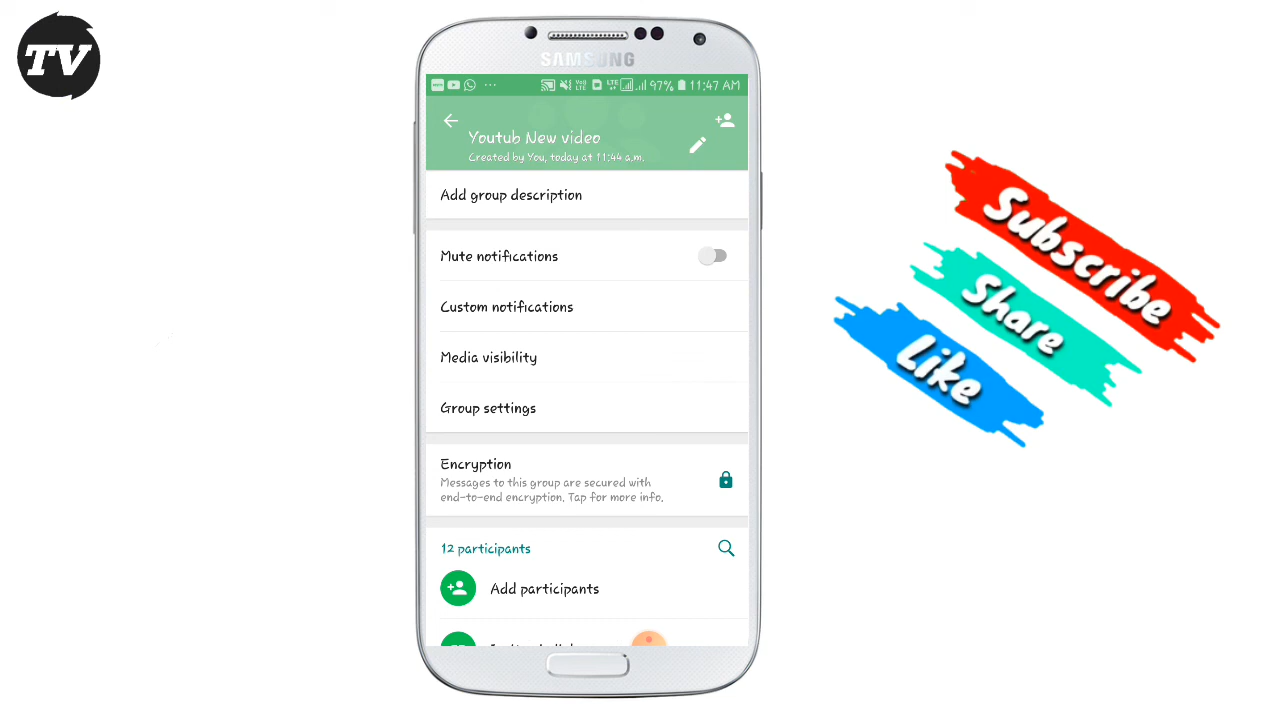 TV
SAMSUNG
97% 11:47 AM
Youtub New video
Created by You, today at 11:44 a.m.
Add group description
Mute notifications
Custom notifications
Media visibility
Group settings
Encryption
Messages to this group are secured with
end-to-end encryption. Tap for more info.
12 participants
Add participants
Subscribe
Share
Like